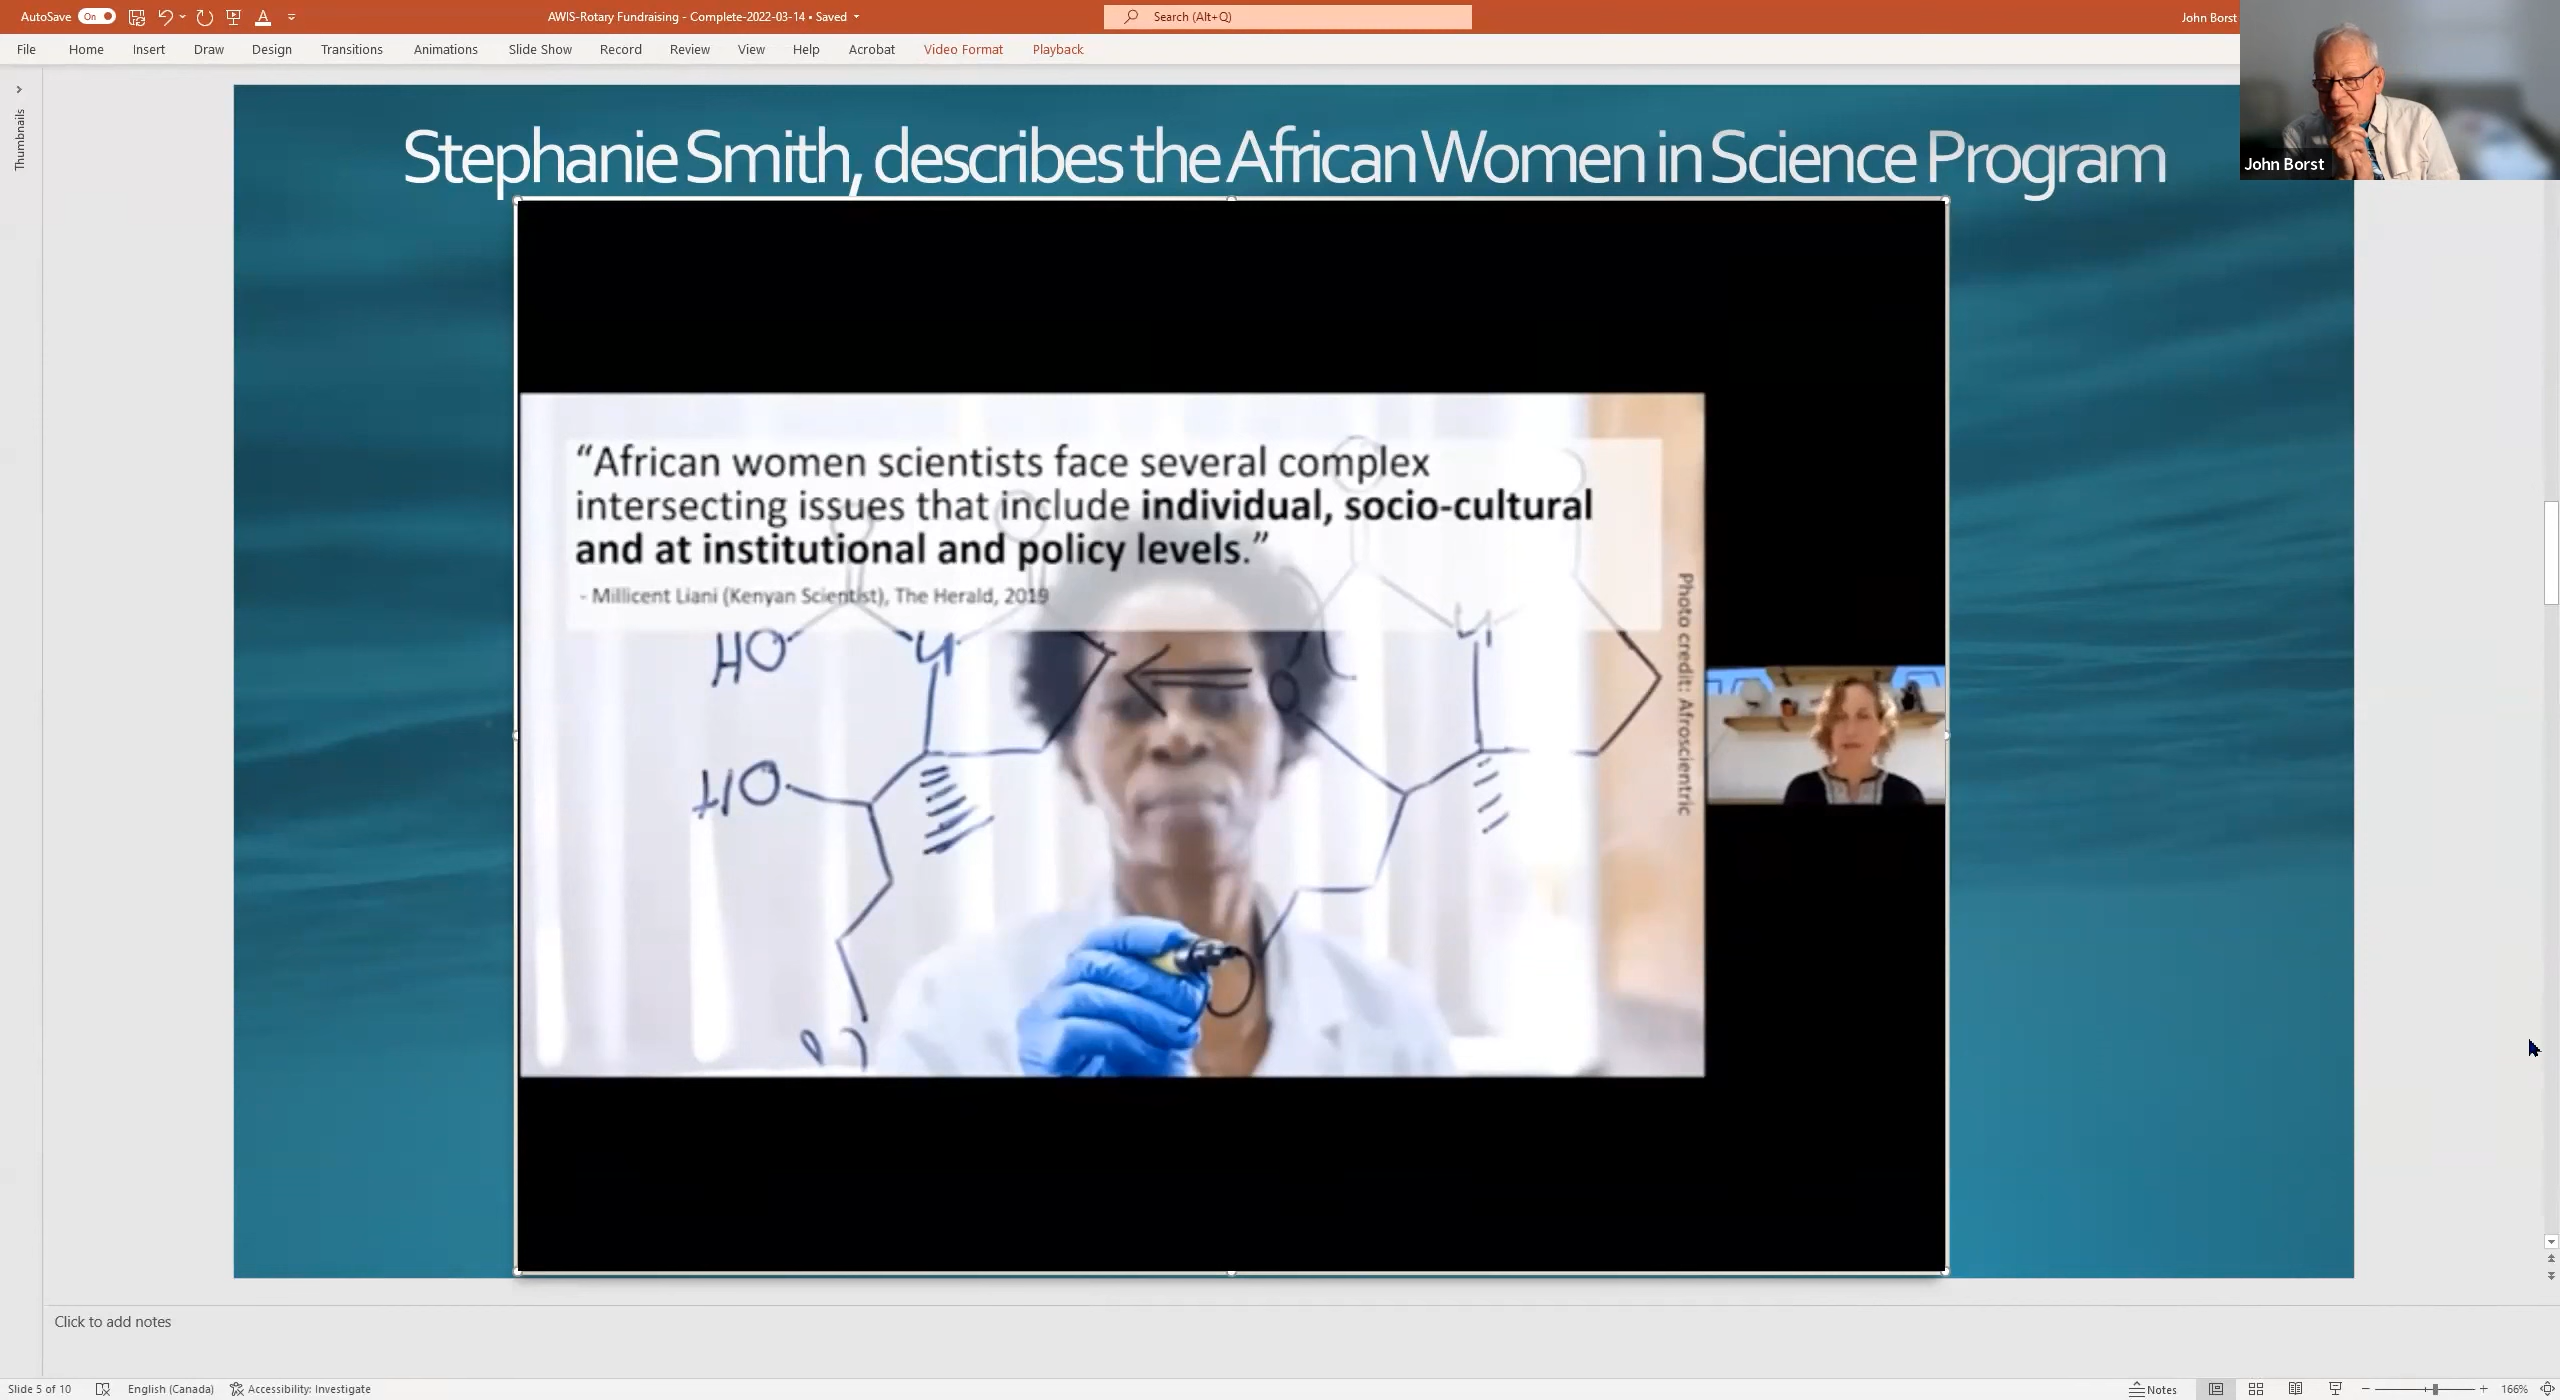 AutoSave On
AWIS-Rotary Fundraising - Complete-2022-03-14 • Saved
Search (Alt+Q)
John Borst
File Home Insert Draw Design Transitions Animations Slide Show Record Review View Help Acrobat Video Format Playback
Thumbnails
Stephanie Smith, describes the African Women in Science Program
John Borst
“African women scientists face several complex
intersecting issues that include individual, socio-cultural
and at institutional and policy levels.”
- Millicent Liani (Kenyan Scientist), The Herald, 2019
Photo credit: Afroscientric
HO
HO
Click to add notes
Slide 5 of 10 English (Canada) Accessibility: Investigate Notes 166%